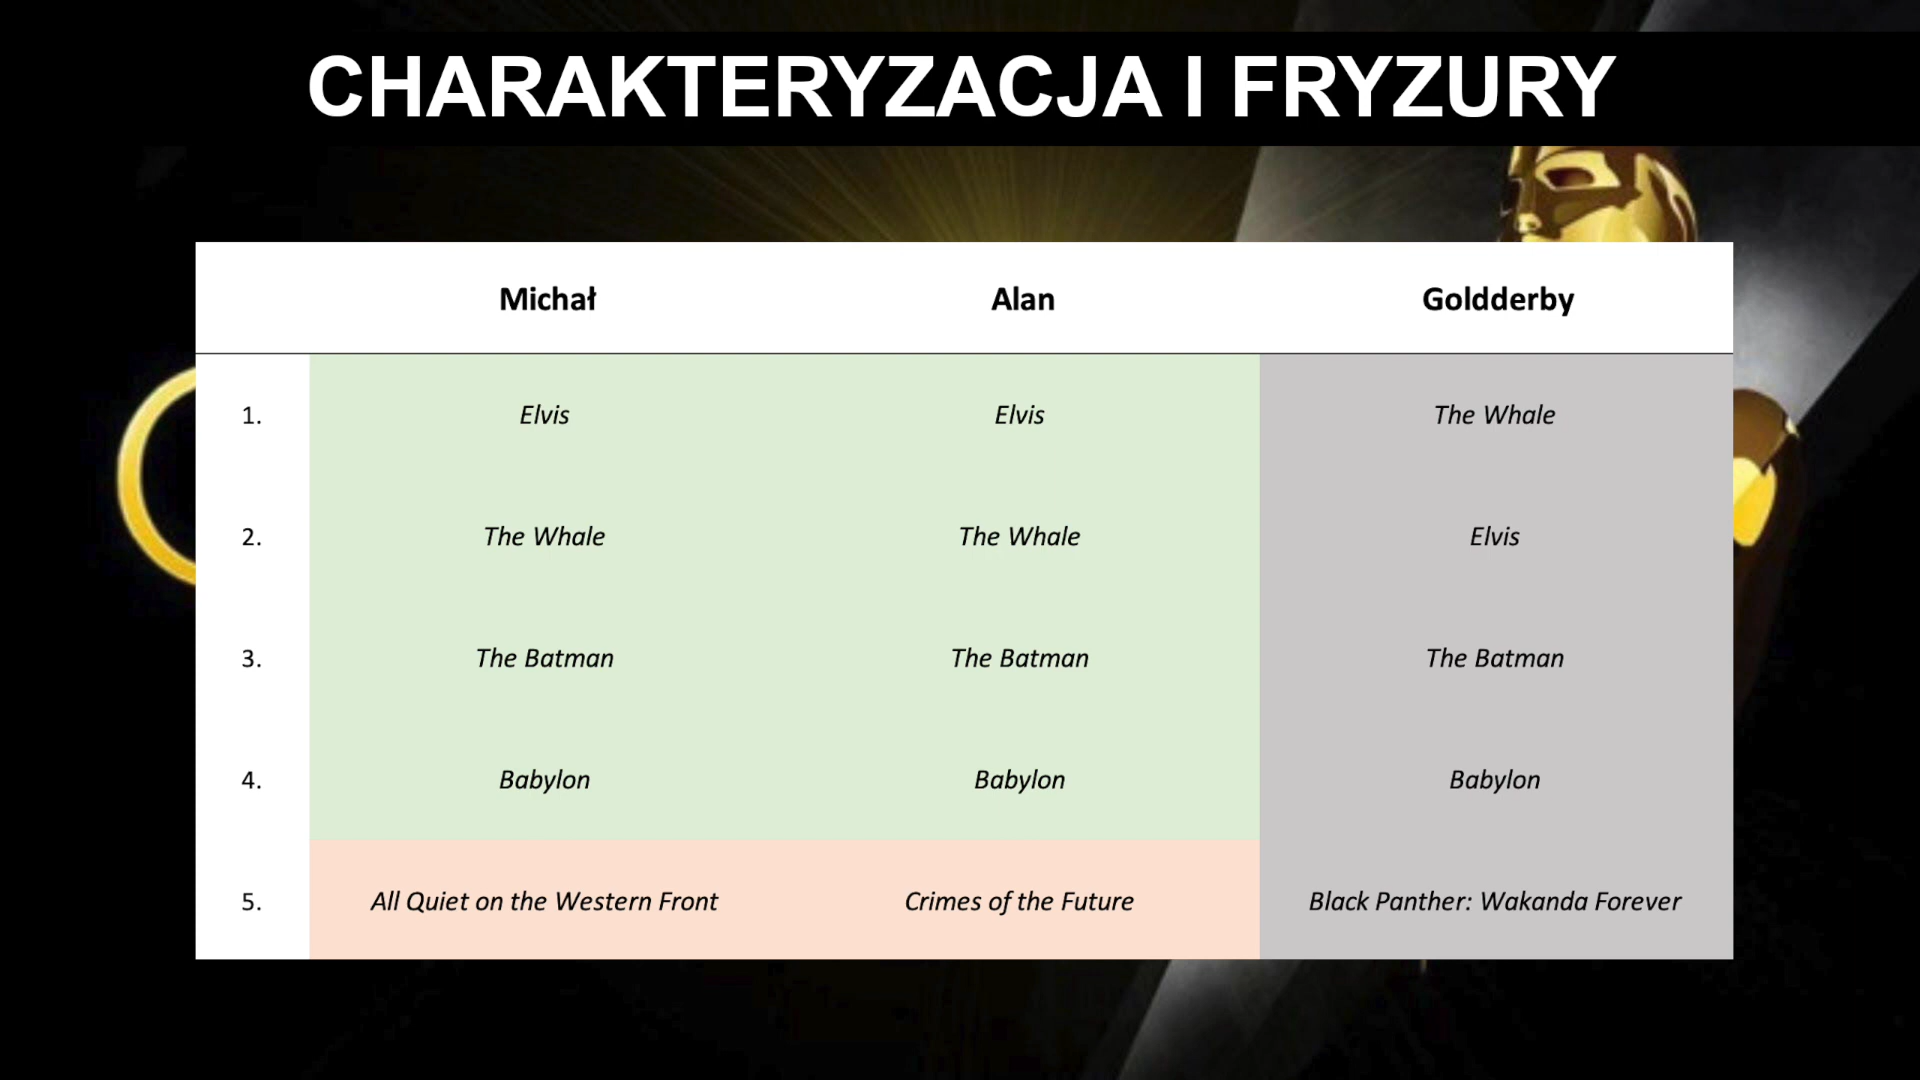 CHARAKTERYZACJA I FRYZURY
Michał Alan Goldderby
1. Elvis Elvis The Whale
2. The Whale The Whale Elvis
3. The Batman The Batman The Batman
4. Babylon Babylon Babylon
5. All Quiet on the Western Front Crimes of the Future Black Panther: Wakanda Forever